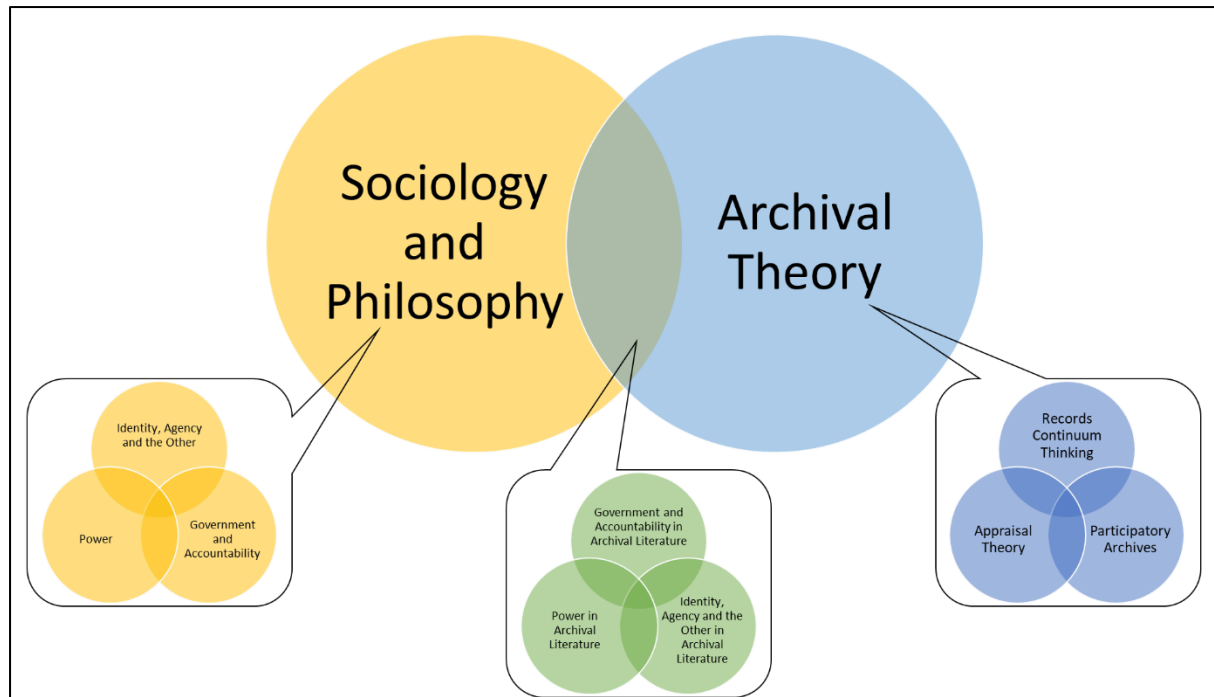 Sociology
and
Philosophy
Archival
Theory
Identity, Agency
and the Other
Power
Government
and
Accountability
Government and
Accountability in
Archival Literature
Power in
Archival
Literature
Identity,
Agency and the
Other in
Archival
Literature
Records
Continuum
Thinking
Appraisal
Theory
Participatory
Archives